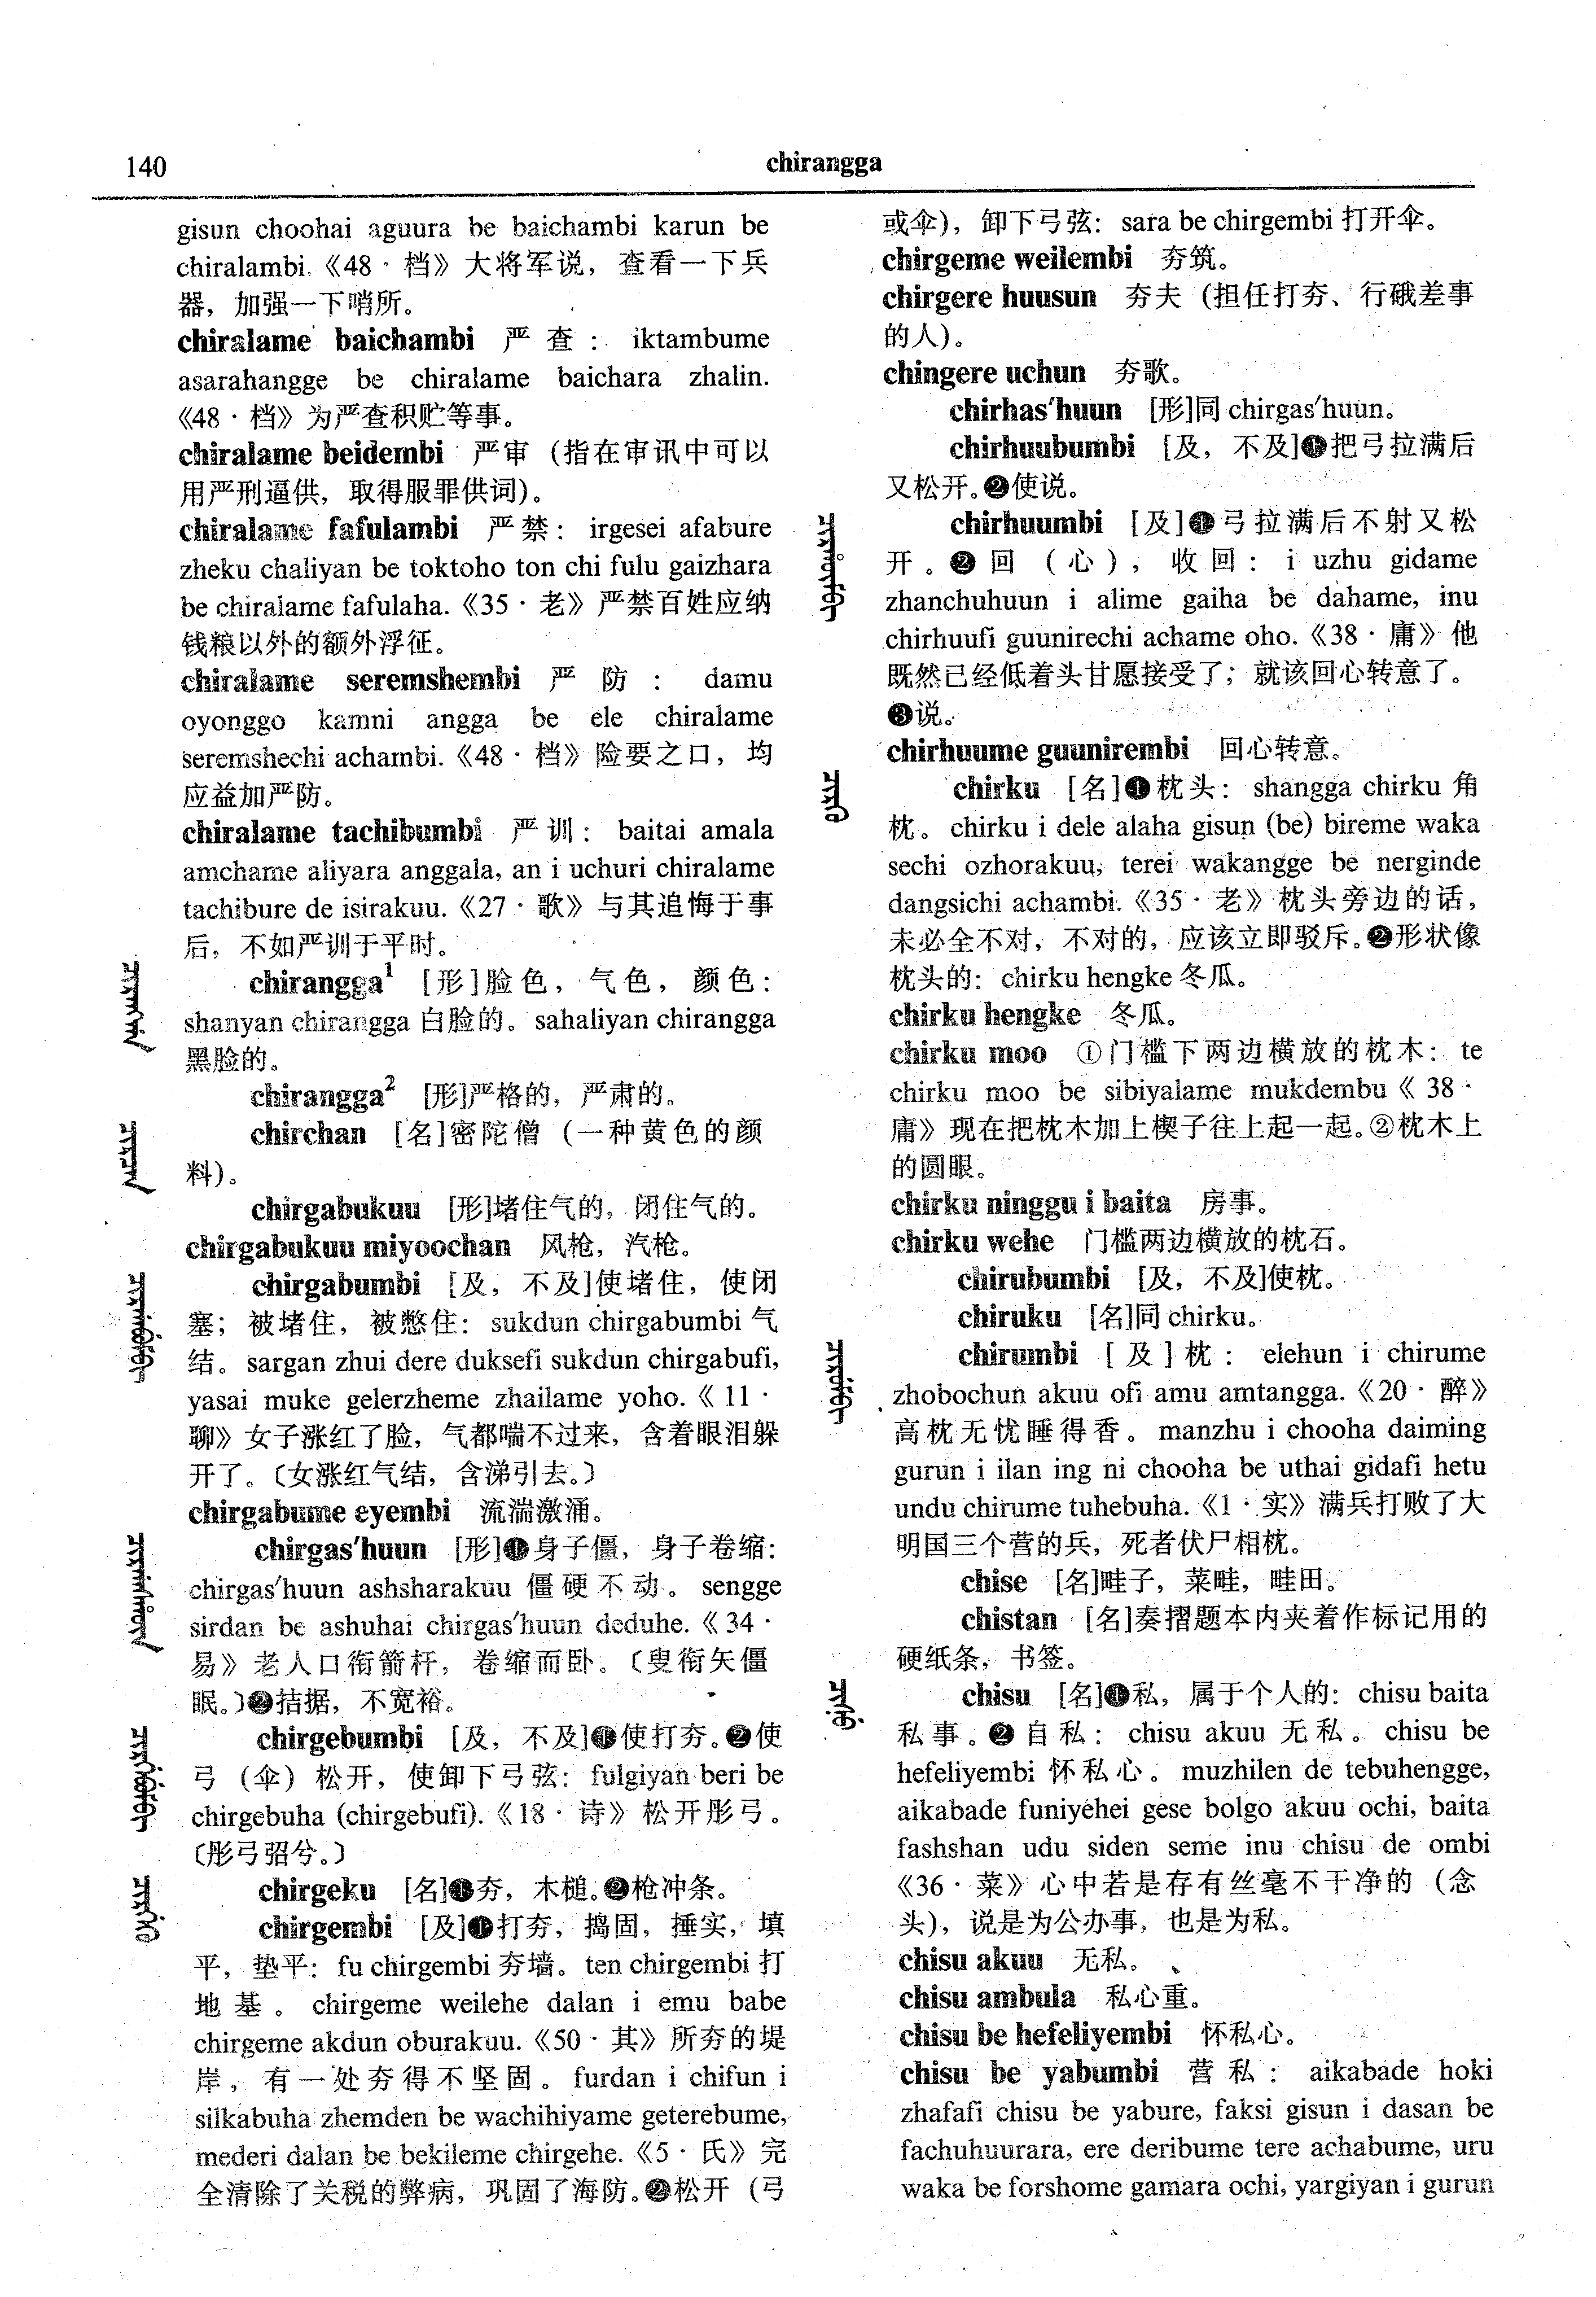 140
chirangga
gisun choohai aguura be baichambi karun be
chiralambi.《48·档》大将军说，查看一下兵
器，加强一下哨所。
chiralame baichambi 严查：iktambume
asarahangge be chiralame baichara zhalin.
《48·档》为严查积贮等事。
chiralame beidembi 严审（指在审讯中可以
用严刑逼供，取得服罪供词）。
chiralame fafulambi 严禁：irgesei afabure
zheku chaliyan be toktoho ton chi fulu gaizhara
be chiralame fafulaha.《35·老》严禁百姓应纳
钱粮以外的额外浮征。
chiralame seremshembi 严防：damu
oyonggo kamni angga be ele chiralame
seremshechi achambi.《48·档》险要之口，均
应益加严防。
chiralame tachibumbi 严训：baitai amala
amchame aliyara anggala, an i uchuri chiralame
tachibure de isirakuu.《27·歌》与其追悔于事
后，不如严训于平时。
chirangga¹ [形]脸色，气色，颜色：
shanyan chirangga 白脸的。sahaliyan chirangga
黑脸的。
chirangga² [形]严格的，严肃的。
chirchan [名]密陀僧（一种黄色的颜
料）。
chirgabukuu [形]堵住气的，闭住气的。
chirgabukuu miyoochan 风枪，汽枪。
chirgabumbi [及，不及]使堵住，使闭
塞；被堵住，被憋住：sukdun chirgabumbi 气
结。sargan zhui dere duksefi sukdun chirgabufi,
yasai muke gelerzheme zhailame yoho.《11·
聊》女子涨红了脸，气都喘不过来，含着眼泪躲
开了。〔女涨红气结，含涕引去。〕
chirgabume eyembi 流湍激涌。
chirgas′huun [形]❶身子僵，身子卷缩：
chirgas′huun ashsharakuu 僵硬不动。sengge
sirdan be ashuhai chirgas′huun deduhe.《34·
易》老人口衔箭杆，卷缩而卧。〔叟衔矢僵
眠。〕❷拮据，不宽裕。
chirgebumbi [及，不及]❶使打夯。❷使
弓（伞）松开，使卸下弓弦：fulgiyan beri be
chirgebuha (chirgebufi).《18·诗》松开彤弓。
〔彤弓弨兮。〕
chirgeku [名]❶夯，木槌。❷枪冲条。
chirgembi [及]❶打夯，捣固，捶实，填
平，垫平：fu chirgembi 夯墙。ten chirgembi 打
地基。chirgeme weilehe dalan i emu babe
chirgeme akdun oburakuu.《50·其》所夯的堤
岸，有一处夯得不坚固。furdan i chifun i
silkabuha zhemden be wachihiyame geterebume,
mederi dalan be bekileme chirgehe.《5·氏》完
全清除了关税的弊病，巩固了海防。❷松开（弓
或伞），卸下弓弦：sara be chirgembi 打开伞。
chirgeme weilembi 夯筑。
chirgere huusun 夯夫（担任打夯、行硪差事
的人）。
chingere uchun 夯歌。
chirhas′huun [形]同 chirgas′huun。
chirhuubumbi [及，不及]❶把弓拉满后
又松开。❷使说。
chirhuumbi [及]❶弓拉满后不射又松
开。❷回（心），收回：i uzhu gidame
zhanchuhuun i alime gaiha be dahame, inu
chirhuufi guunirechi achame oho.《38·庸》他
既然已经低着头甘愿接受了；就该回心转意了。
❸说。
chirhuume guunirembi 回心转意。
chirku [名]❶枕头：shangga chirku 角
枕。chirku i dele alaha gisun (be) bireme waka
sechi ozhorakuu, terei wakangge be nerginde
dangsichi achambi.《35·老》枕头旁边的话，
未必全不对，不对的，应该立即驳斥。❷形状像
枕头的：chirku hengke 冬瓜。
chirku hengke 冬瓜。
chirku moo ①门槛下两边横放的枕木：te
chirku moo be sibiyalame mukdembu《38·
庸》现在把枕木加上楔子往上起一起。②枕木上
的圆眼。
chirku ninggu i baita 房事。
chirku wehe 门槛两边横放的枕石。
chirubumbi [及，不及]使枕。
chiruku [名]同 chirku。
chirumbi [及]枕：elehun i chirume
zhobochun akuu ofi amu amtangga.《20·醉》
高枕无忧睡得香。manzhu i chooha daiming
gurun i ilan ing ni chooha be uthai gidafi hetu
undu chirume tuhebuha.《1·实》满兵打败了大
明国三个营的兵，死者伏尸相枕。
chise [名]畦子，菜畦，畦田。
chistan [名]奏摺题本内夹着作标记用的
硬纸条，书签。
chisu [名]❶私，属于个人的：chisu baita
私事。❷自私：chisu akuu 无私。chisu be
hefeliyembi 怀私心。muzhilen de tebuhengge,
aikabade funiyehei gese bolgo akuu ochi, baita
fashshan udu siden seme inu chisu de ombi
《36·菜》心中若是存有丝毫不干净的（念
头），说是为公办事，也是为私。
chisu akuu 无私。
chisu ambula 私心重。
chisu be hefeliyembi 怀私心。
chisu be yabumbi 营私：aikabade hoki
zhafafi chisu be yabure, faksi gisun i dasan be
fachuhuurara, ere deribume tere achabume, uru
waka be forshome gamara ochi, yargiyan i gurun